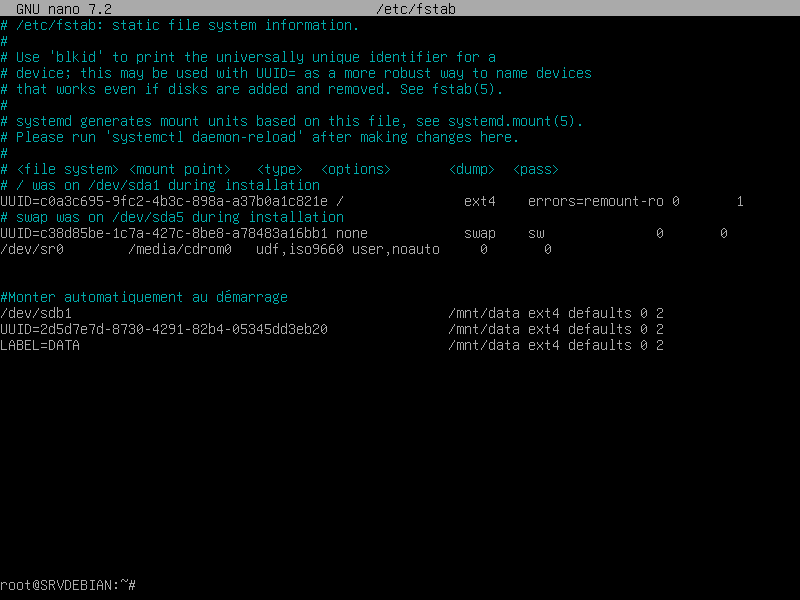 GNU nano 7.2 /etc/fstab
# /etc/fstab: static file system information.
#
# Use 'blkid' to print the universally unique identifier for a
# device; this may be used with UUID= as a more robust way to name devices
# that works even if disks are added and removed. See fstab(5).
#
# systemd generates mount units based on this file, see systemd.mount(5).
# Please run 'systemctl daemon-reload' after making changes here.
#
# <file system> <mount point>   <type>  <options>       <dump>  <pass>
# / was on /dev/sda1 during installation
UUID=c0a3c695-9fc2-4b3c-898a-a37b0a1c821e /               ext4    errors=remount-ro 0       1
# swap was on /dev/sda5 during installation
UUID=c38d85be-1c7a-427c-8be8-a78483a16bb1 none            swap    sw              0       0
/dev/sr0        /media/cdrom0   udf,iso9660 user,noauto     0       0
#Monter automatiquement au démarrage
/dev/sdb1                                               /mnt/data ext4 defaults 0 2
UUID=2d5d7e7d-8730-4291-82b4-05345dd3eb20               /mnt/data ext4 defaults 0 2
LABEL=DATA                                              /mnt/data ext4 defaults 0 2
root@SRVDEBIAN:~#